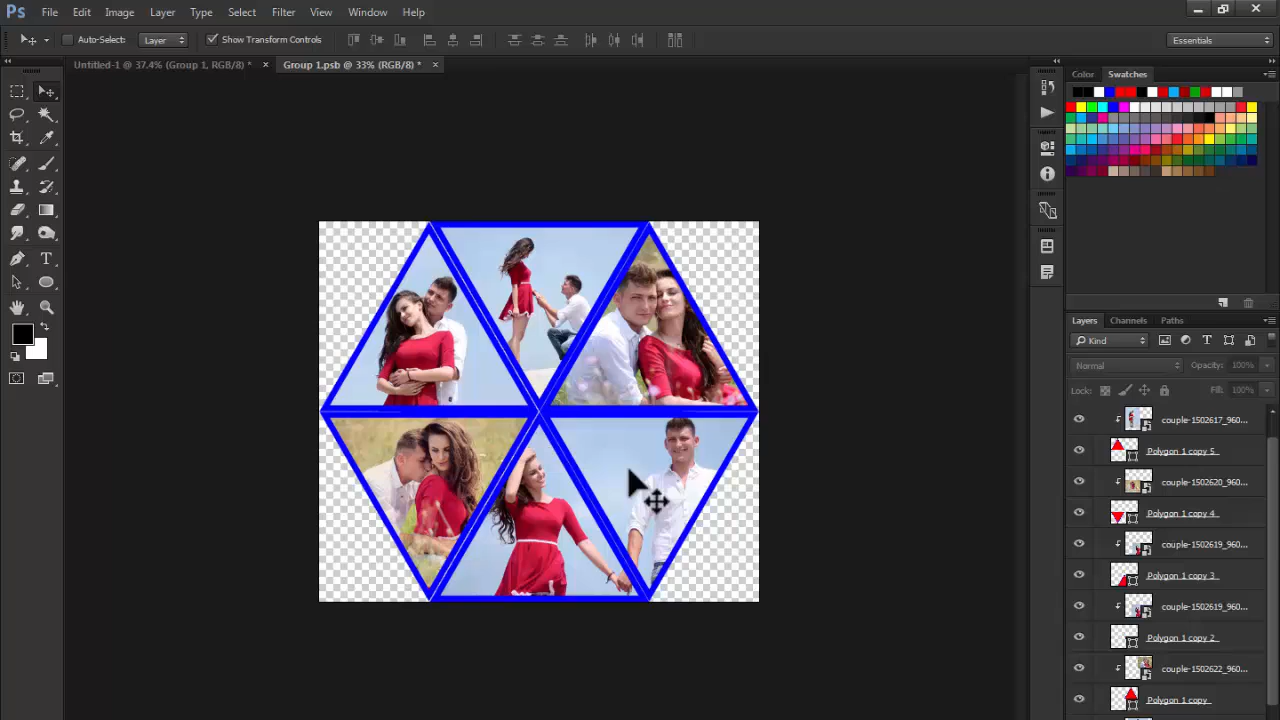 Ps File Edit Image Layer Type Select Filter View Window Help
Auto-Select: Layer Show Transform Controls Essentials
Untitled-1 @ 37.4% (Group 1, RGB/8) * × Group 1.psb @ 33% (RGB/8) * ×
Color Swatches
Layers Channels Paths
Kind
Normal Opacity: 100%
Lock: Fill: 100%
couple-1502617_960...
Polygon 1 copy 5
couple-1502620_960...
Polygon 1 copy 4
couple-1502619_960...
Polygon 1 copy 3
couple-1502619_960...
Polygon 1 copy 2
couple-1502622_960...
Polygon 1 copy